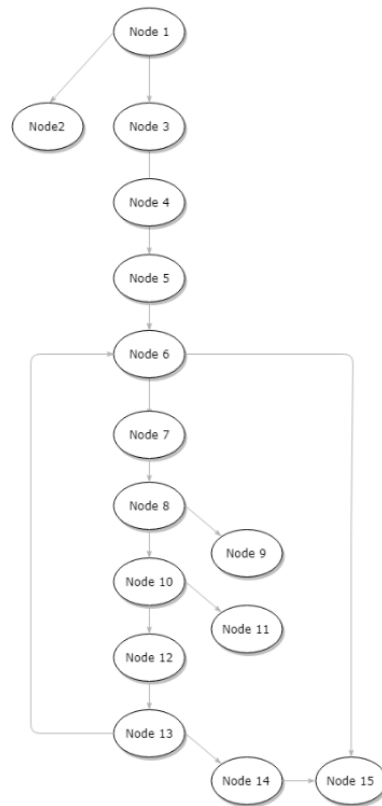 Node 1
Node2
Node 3
Node 4
Node 5
Node 6
Node 7
Node 8
Node 9
Node 10
Node 11
Node 12
Node 13
Node 14
Node 15